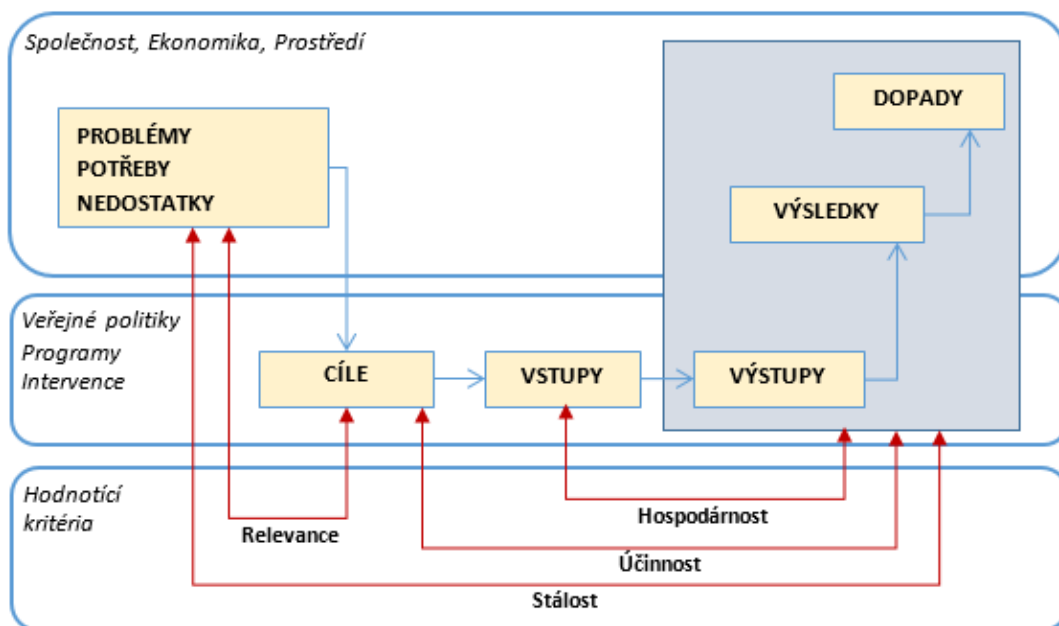 Společnost, Ekonomika, Prostředí
DOPADY
PROBLÉMY
POTŘEBY
NEDOSTATKY
VÝSLEDKY
Veřejné politiky
Programy
Intervence
CÍLE
VSTUPY
VÝSTUPY
Hodnotící
kritéria
Hospodárnost
Relevance
Účinnost
Stálost